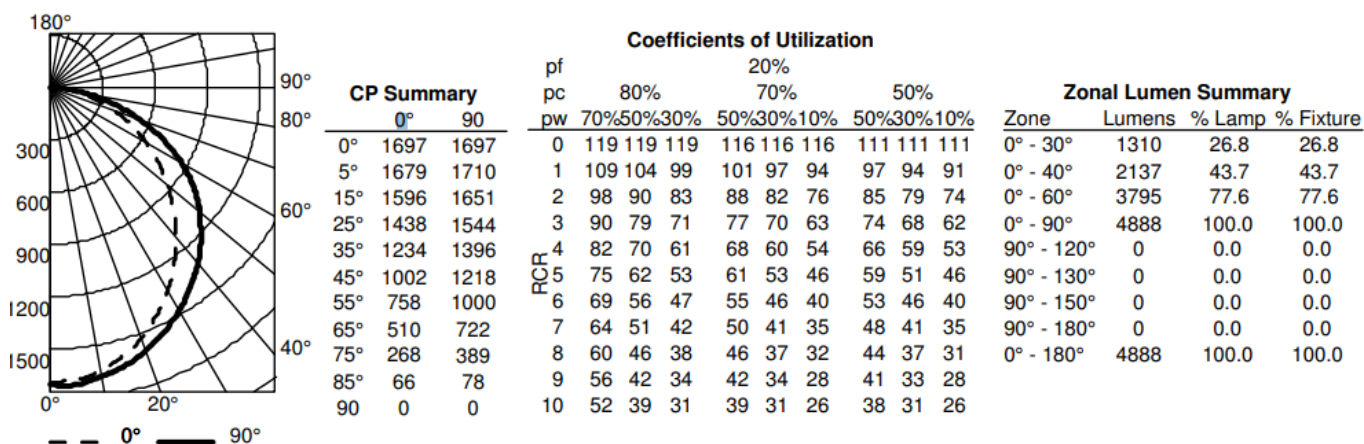 180°
90°
80°
60°
40°
300
600
900
1200
1500
0° 20°
0° 90°
CP Summary
0° 90
0° 1697 1697
5° 1679 1710
15° 1596 1651
25° 1438 1544
35° 1234 1396
45° 1002 1218
55° 758 1000
65° 510 722
75° 268 389
85° 66 78
90 0 0
Coefficients of Utilization
pf 20%
pc 80% 70% 50%
pw 70%50%30% 50%30%10% 50%30%10%
RCR
0 119 119 119 116 116 116 111 111 111
1 109 104 99 101 97 94 97 94 91
2 98 90 83 88 82 76 85 79 74
3 90 79 71 77 70 63 74 68 62
4 82 70 61 68 60 54 66 59 53
5 75 62 53 61 53 46 59 51 46
6 69 56 47 55 46 40 53 46 40
7 64 51 42 50 41 35 48 41 35
8 60 46 38 46 37 32 44 37 31
9 56 42 34 42 34 28 41 33 28
10 52 39 31 39 31 26 38 31 26
Zonal Lumen Summary
Zone Lumens % Lamp % Fixture
0° - 30° 1310 26.8 26.8
0° - 40° 2137 43.7 43.7
0° - 60° 3795 77.6 77.6
0° - 90° 4888 100.0 100.0
90° - 120° 0 0.0 0.0
90° - 130° 0 0.0 0.0
90° - 150° 0 0.0 0.0
90° - 180° 0 0.0 0.0
0° - 180° 4888 100.0 100.0